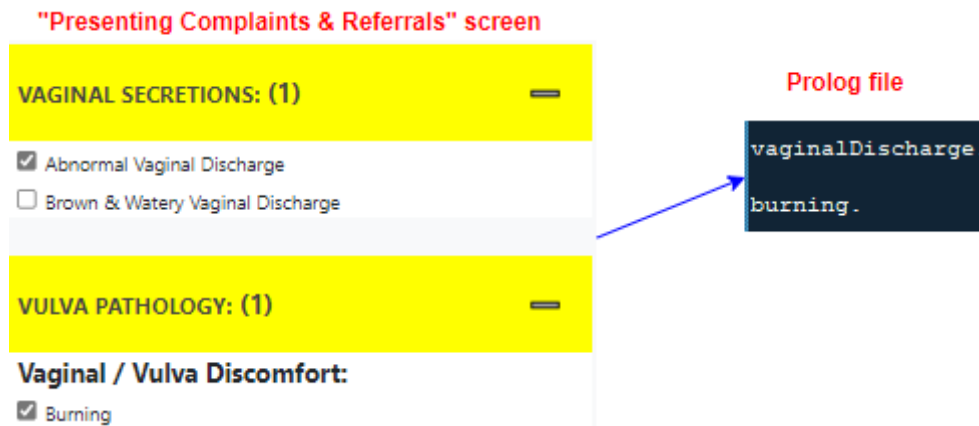 "Presenting Complaints & Referrals" screen
VAGINAL SECRETIONS: (1)
Abnormal Vaginal Discharge
Brown & Watery Vaginal Discharge
VULVA PATHOLOGY: (1)
Vaginal / Vulva Discomfort:
Burning
Prolog file
vaginalDischarge
burning.